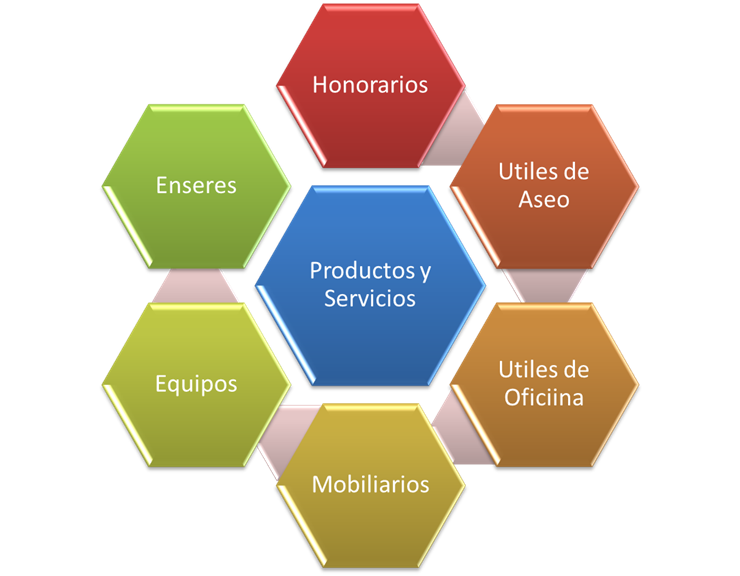 Honorarios
Enseres
Utiles de
Aseo
Productos y
Servicios
Equipos
Utiles de
Oficiina
Mobiliarios